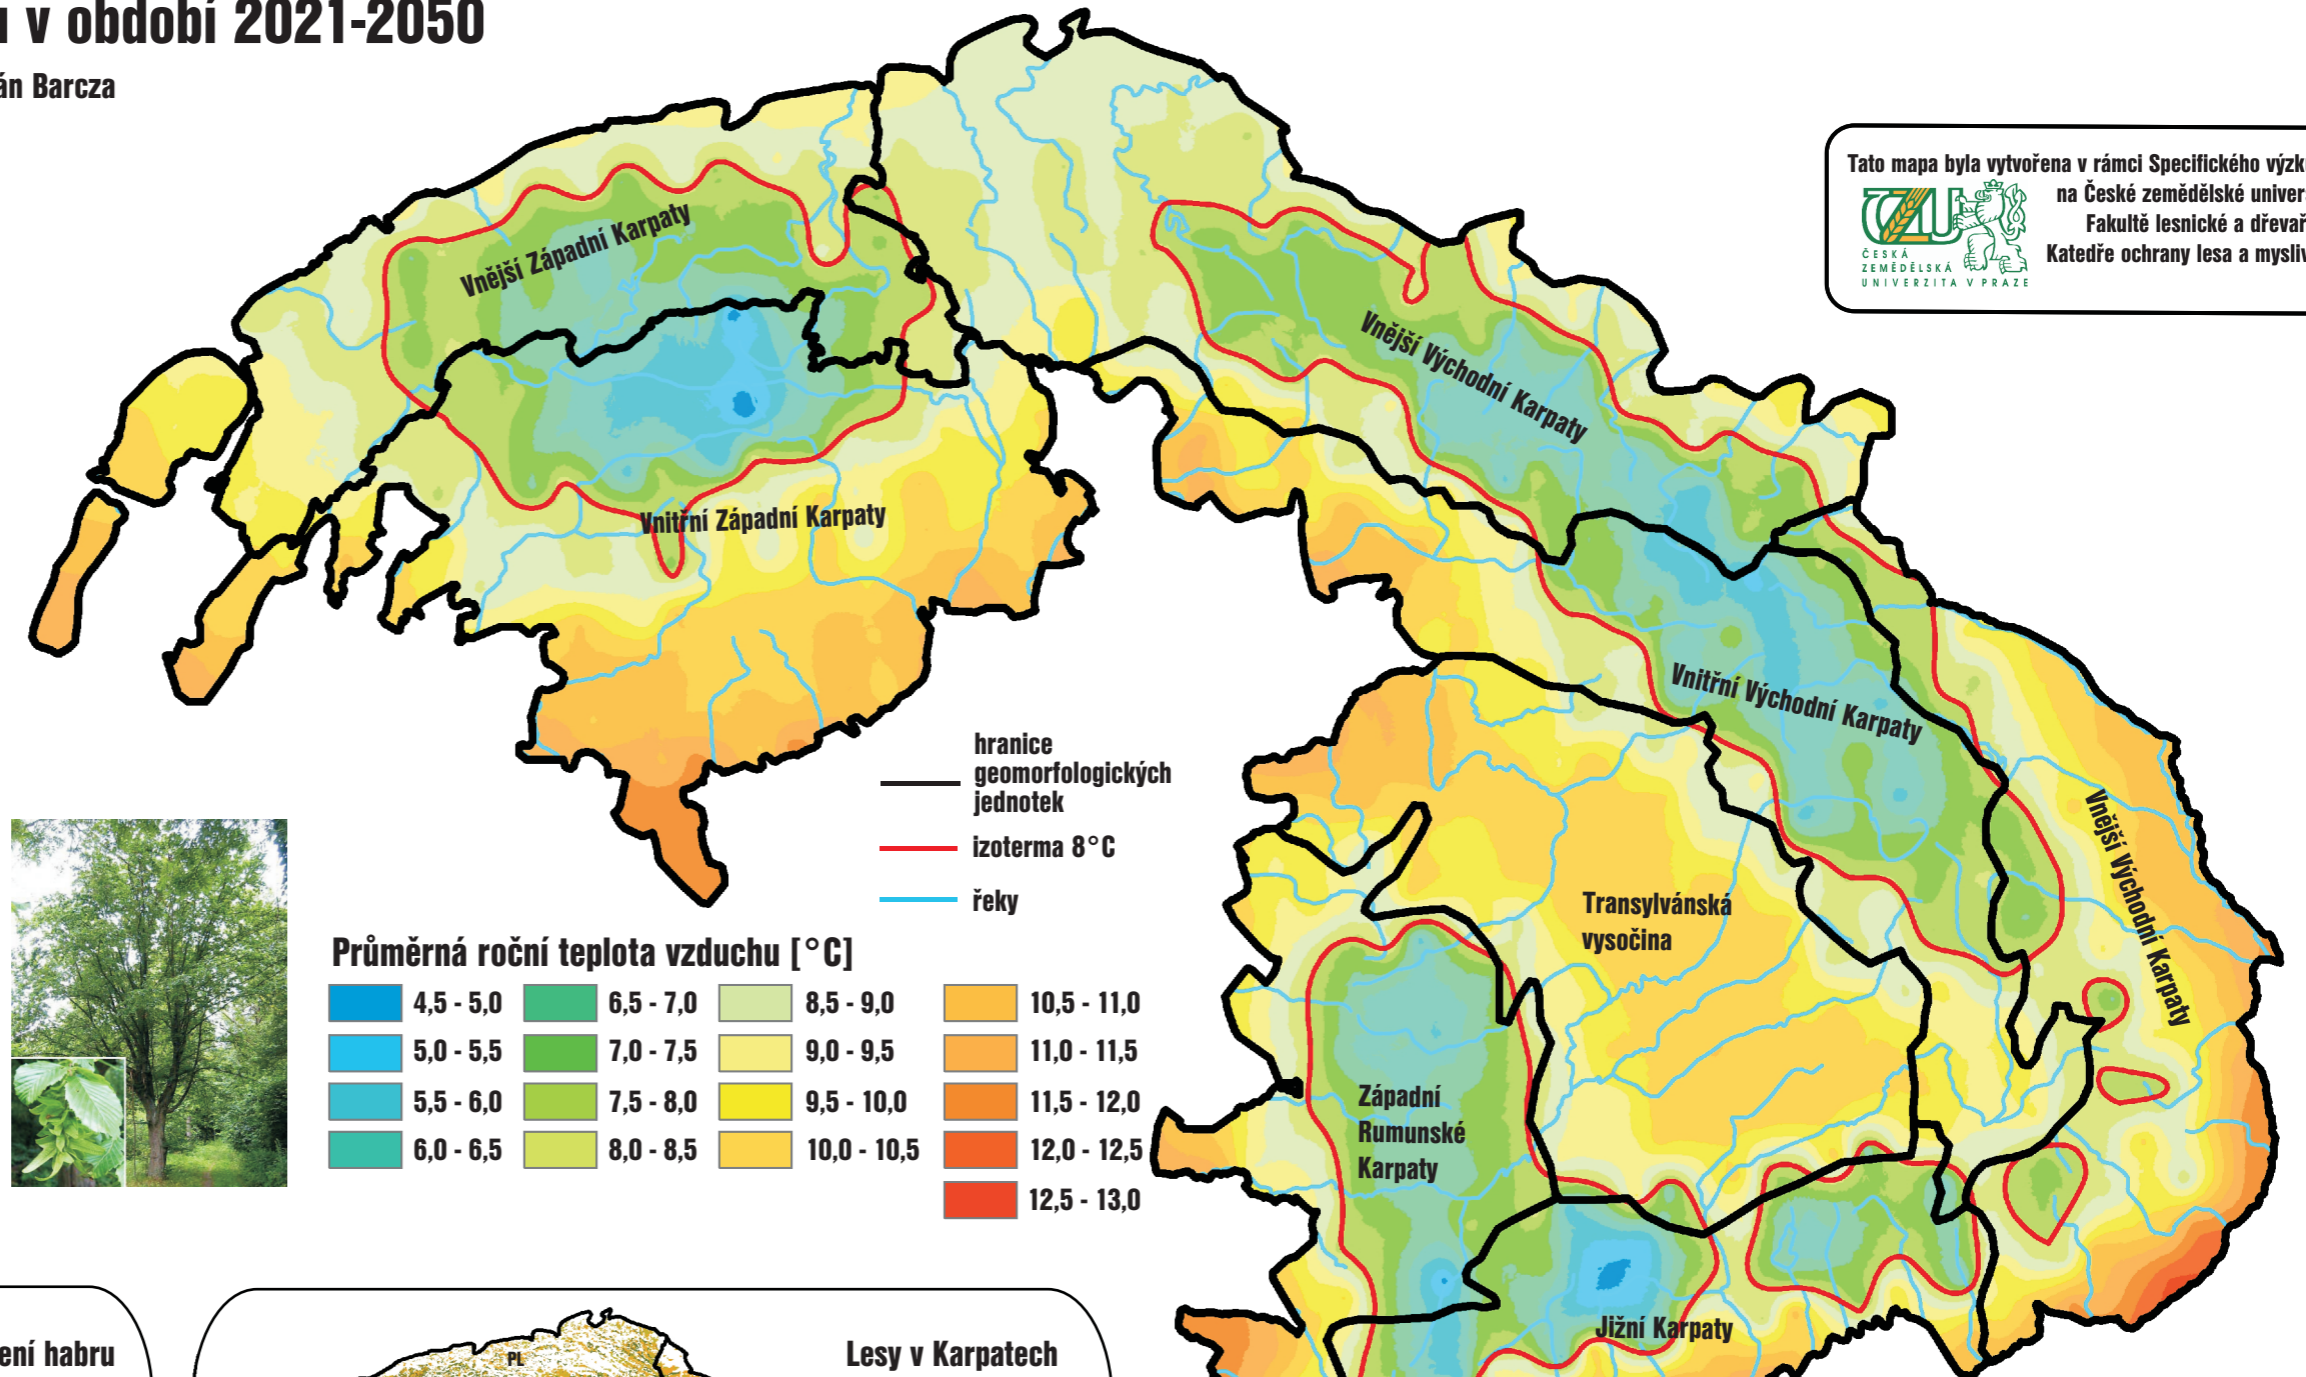 v období 2021-2050
án Barcza
Tato mapa byla vytvořena v rámci Specifického výzk
na České zemědělské univer
Fakultě lesnické a dřevař
Katedře ochrany lesa a mysliv
ČZU
ČESKÁ
ZEMĚDĚLSKÁ
UNIVERZITA V PRAZE
Vnější Západní Karpaty
Vnější Východní Karpaty
Vnitřní Západní Karpaty
Vnitřní Východní Karpaty
Vnější Východní Karpaty
Transylvánská
vysočina
Západní
Rumunské
Karpaty
Jižní Karpaty
hranice
geomorfologických
jednotek
izoterma 8°C
řeky
Průměrná roční teplota vzduchu [°C]
4,5 - 5,0
5,0 - 5,5
5,5 - 6,0
6,0 - 6,5
6,5 - 7,0
7,0 - 7,5
7,5 - 8,0
8,0 - 8,5
8,5 - 9,0
9,0 - 9,5
9,5 - 10,0
10,0 - 10,5
10,5 - 11,0
11,0 - 11,5
11,5 - 12,0
12,0 - 12,5
12,5 - 13,0
ení habru
Lesy v Karpatech
PL